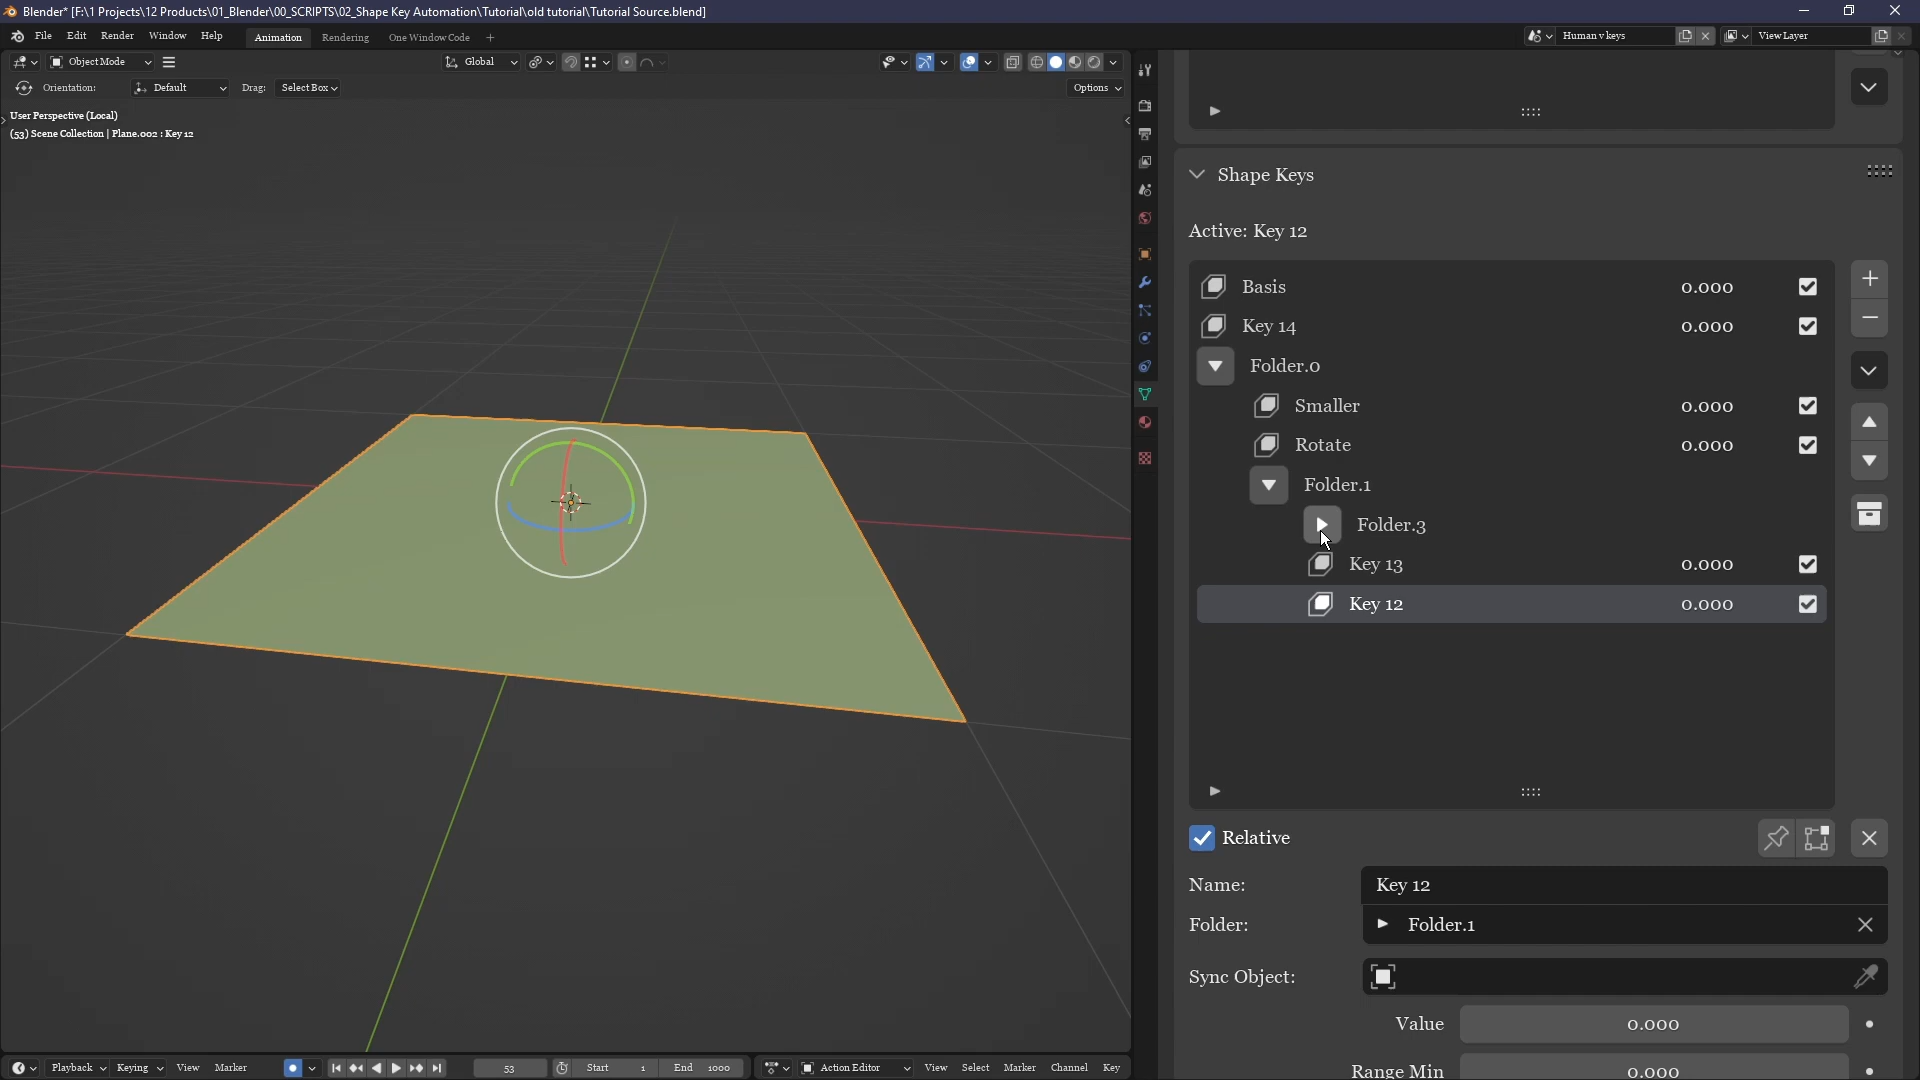 Blender* [F:\1 Projects\12 Products\01_Blender\00_SCRIPTS\02_Shape Key Automation\Tutorial\old tutorial\Tutorial Source.blend]
File Edit Render Window Help Animation Rendering One Window Code + Human v keys View Layer
Object Mode Global
Orientation: Default Drag: Select Box Options
User Perspective (Local)
(53) Scene Collection | Plane.002 : Key 12
Shape Keys
Active: Key 12
Basis 0.000
Key 14 0.000
Folder.0
Smaller 0.000
Rotate 0.000
Folder.1
Folder.3
Key 13 0.000
Key 12 0.000
Relative
Name: Key 12
Folder: Folder.1
Sync Object:
Value 0.000
Range Min 0.000
Playback Keying View Marker 53 Start 1 End 1000 Action Editor View Select Marker Channel Key